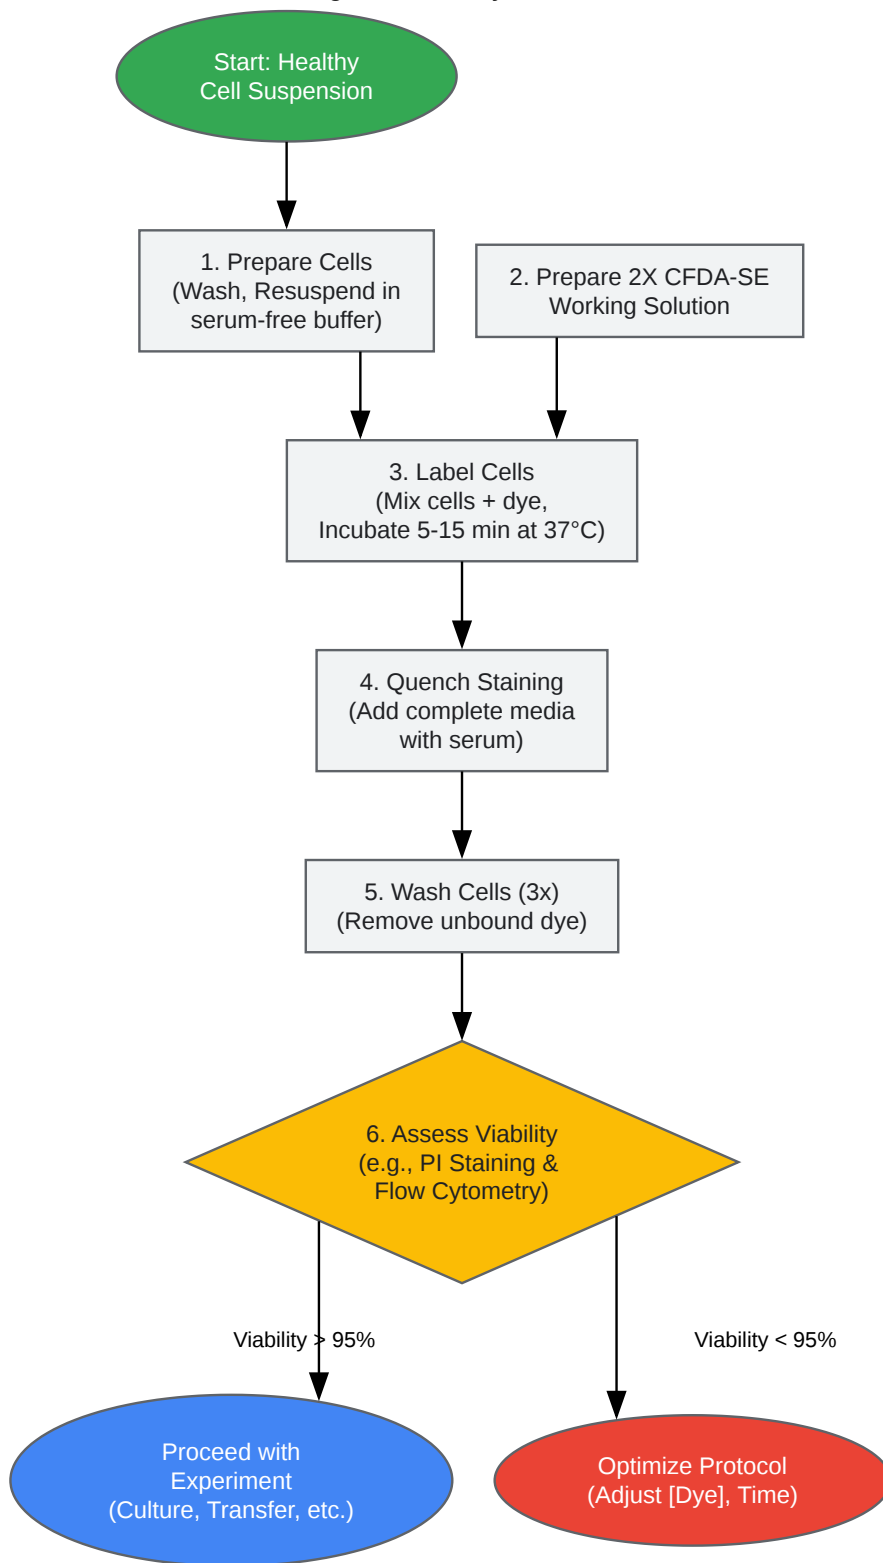 Start: Healthy
Cell Suspension
1. Prepare Cells
(Wash, Resuspend in
serum-free buffer)
2. Prepare 2X CFDA-SE
Working Solution
3. Label Cells
(Mix cells + dye,
Incubate 5-15 min at 37°C)
4. Quench Staining
(Add complete media
with serum)
5. Wash Cells (3x)
(Remove unbound dye)
6. Assess Viability
(e.g., PI Staining &
Flow Cytometry)
Viability > 95%
Viability < 95%
Proceed with
Experiment
(Culture, Transfer, etc.)
Optimize Protocol
(Adjust [Dye], Time)